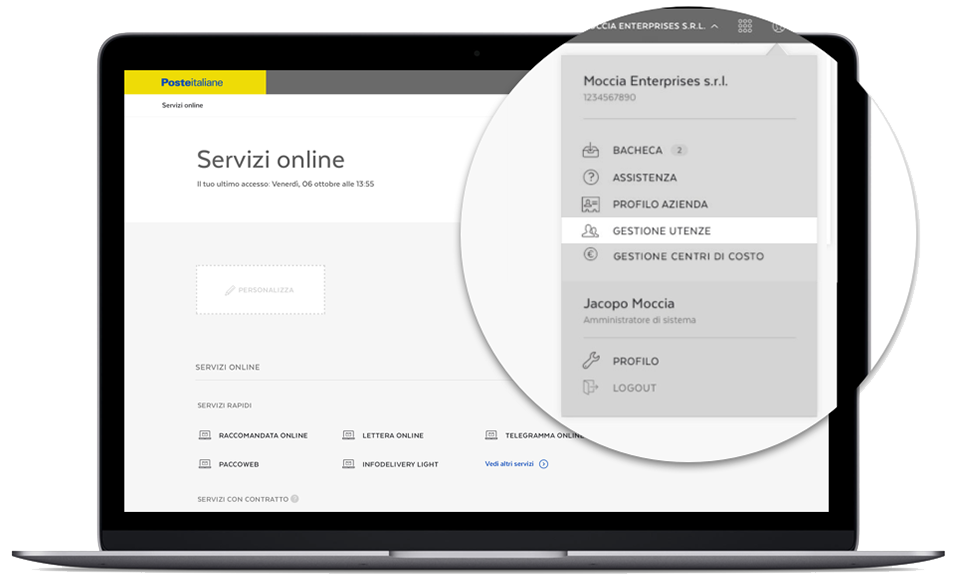 Posteitaliane
Servizi online
Servizi online
Il tuo ultimo accesso: Venerdì, 06 ottobre alle 13:55
PERSONALIZZA
SERVIZI ONLINE
SERVIZI RAPIDI
RACCOMANDATA ONLINE
LETTERA ONLINE
TELEGRAMMA ONLINE
PACCOWEB
INFODELIVERY LIGHT
Vedi altri servizi
SERVIZI CON CONTRATTO ?
MOCCIA ENTERPRISES S.R.L.
Moccia Enterprises s.r.l.
1234567890
BACHECA 2
ASSISTENZA
PROFILO AZIENDA
GESTIONE UTENZE
GESTIONE CENTRI DI COSTO
Jacopo Moccia
Amministratore di sistema
PROFILO
LOGOUT